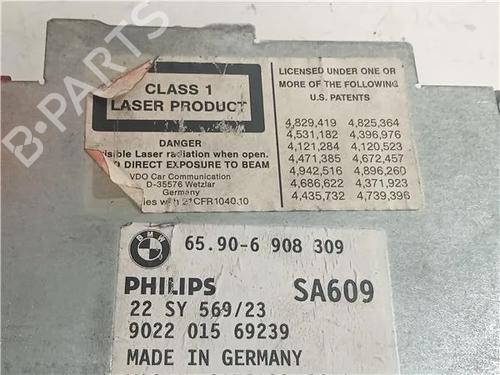 CLASS 1
LASER PRODUCT
DANGER
Laser radiation when open.
DIRECT EXPOSURE TO BEAM
VDO Car Communication
D-35576 Wetzlar
Germany
with 21CFR1040.10
LICENSED UNDER ONE OR
MORE OF THE FOLLOWING
U.S. PATENTS
4,829,419 4,825,364
4,531,182 4,396,976
4,121,284 4,120,523
4,471,385 4,672,457
4,942,516 4,896,260
4,686,622 4,371,923
4,435,732 4,739,396
B-PARTS
BMW
65.90-6 908 309
PHILIPS SA609
22 SY 569/23
9022 015 69239
MADE IN GERMANY